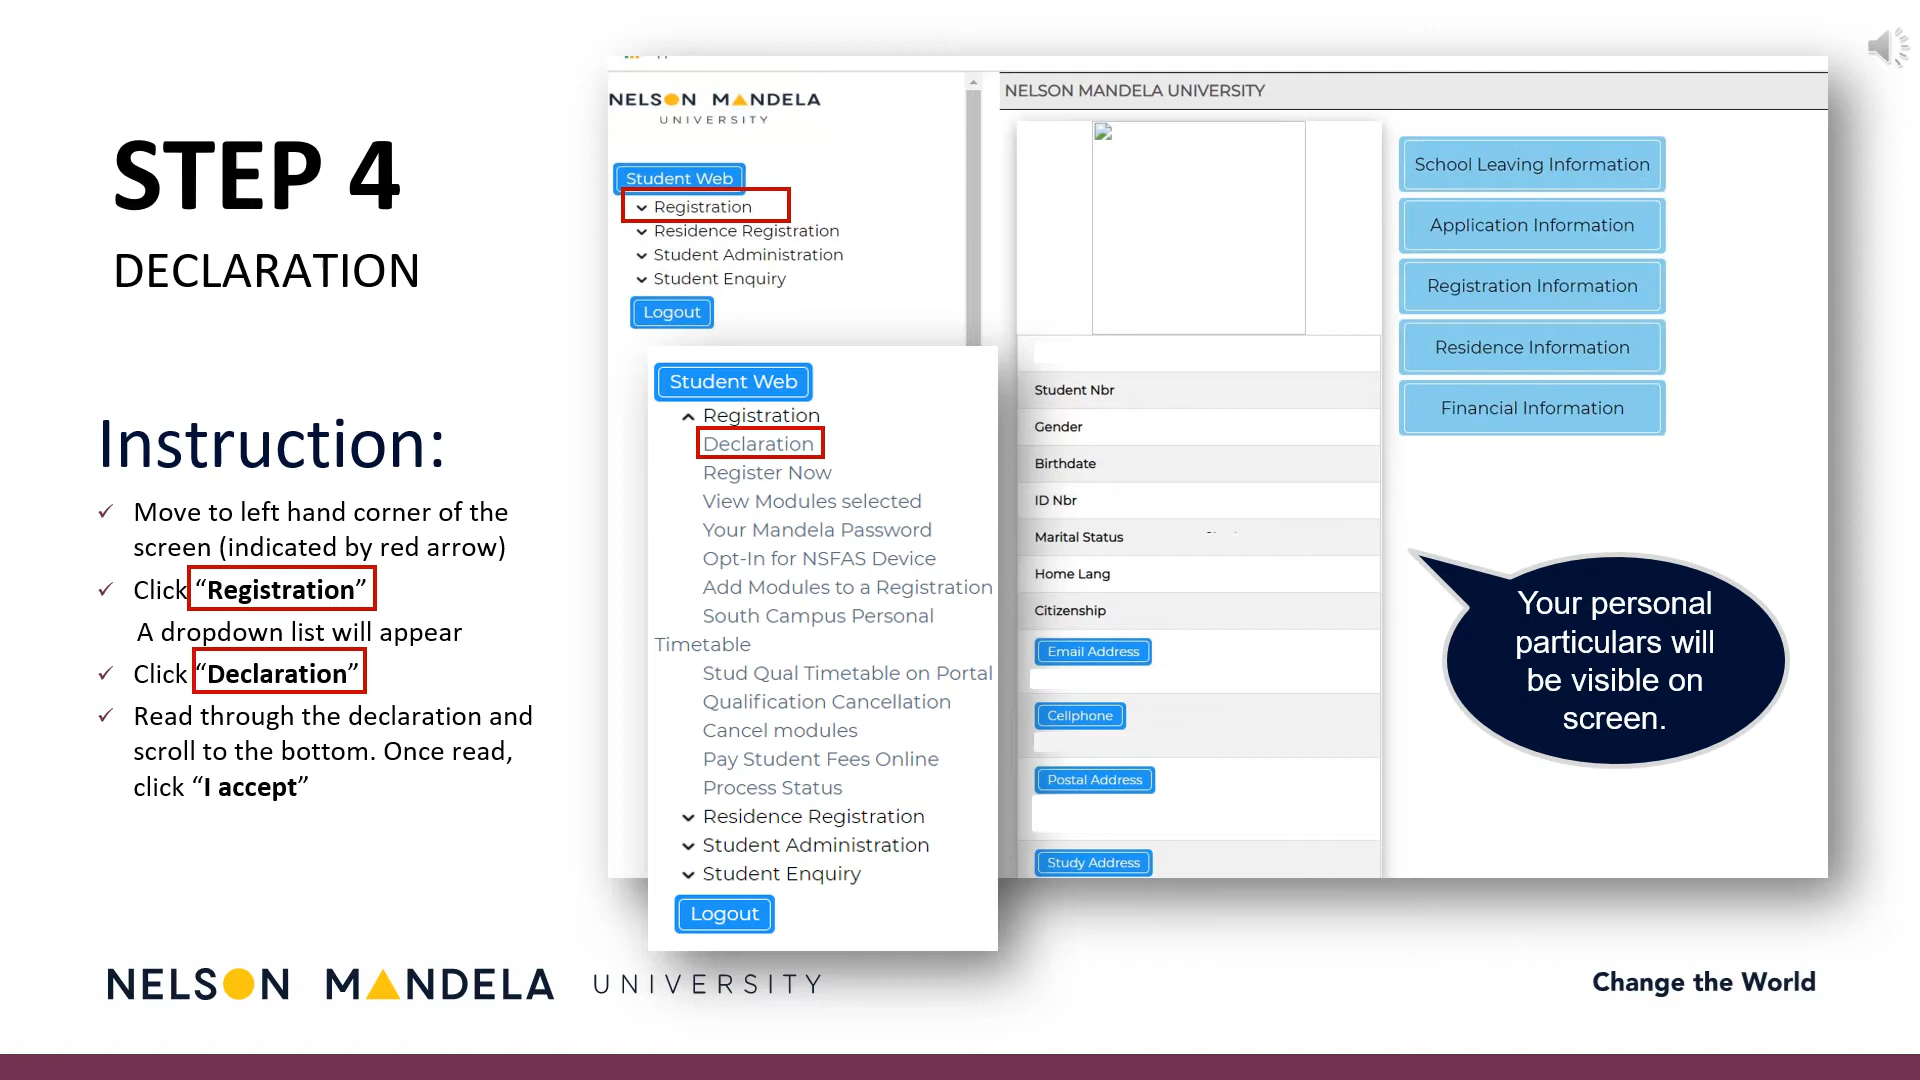 STEP 4
DECLARATION
Instruction:
Move to left hand corner of the
screen (indicated by red arrow)
Click “Registration”
A dropdown list will appear
Click “Declaration”
Read through the declaration and
scroll to the bottom. Once read,
click “I accept”
NELSON MANDELA
UNIVERSITY
Student Web
Registration
Residence Registration
Student Administration
Student Enquiry
Logout
Student Web
Registration
Declaration
Register Now
View Modules selected
Your Mandela Password
Opt-In for NSFAS Device
Add Modules to a Registration
South Campus Personal
Timetable
Stud Qual Timetable on Portal
Qualification Cancellation
Cancel modules
Pay Student Fees Online
Process Status
Residence Registration
Student Administration
Student Enquiry
Logout
NELSON MANDELA UNIVERSITY
Student Nbr
Gender
Birthdate
ID Nbr
Marital Status
Home Lang
Citizenship
Email Address
Cellphone
Postal Address
Study Address
School Leaving Information
Application Information
Registration Information
Residence Information
Financial Information
Your personal
particulars will
be visible on
screen.
NELSON MANDELA UNIVERSITY
Change the World